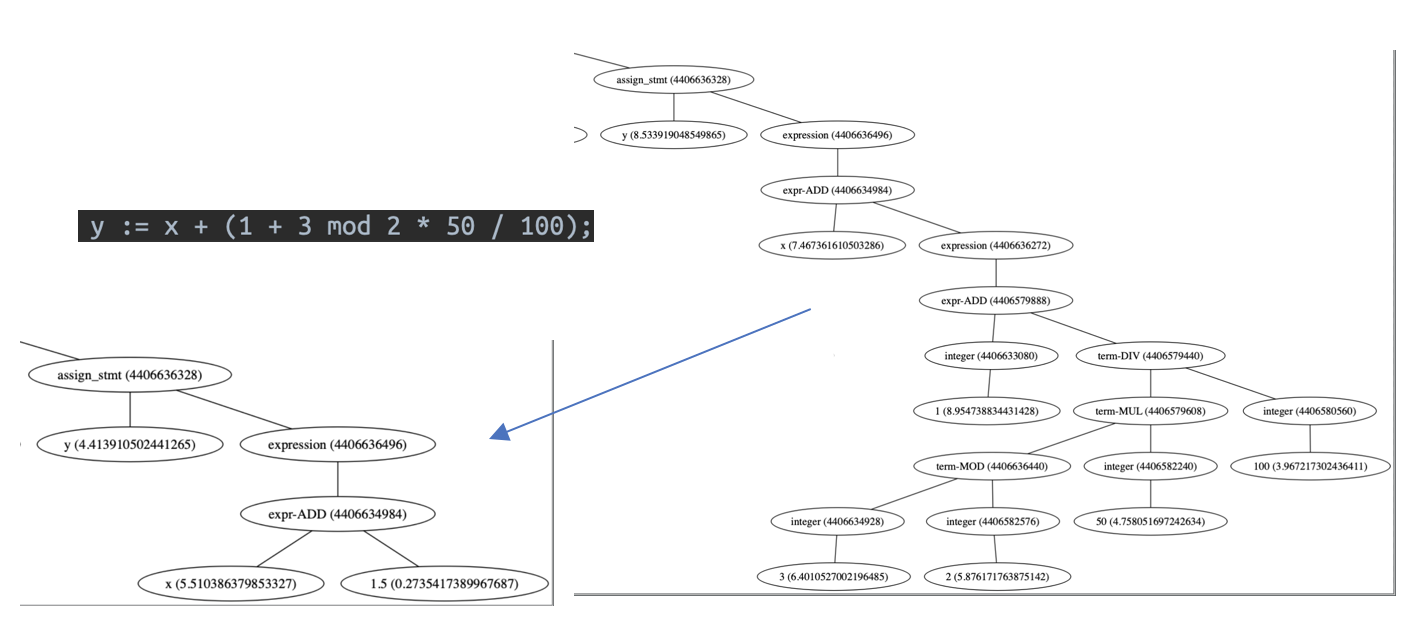 assign_stmt (4406636328)
y (8.533919048549865)
expression (4406636496)
expr-ADD (4406634984)
y := x + (1 + 3 mod 2 * 50 / 100);
x (7.467361610503286)
expression (4406636272)
expr-ADD (4406579888)
integer (4406633080)
term-DIV (4406579440)
1 (8.954738834431428)
term-MUL (4406579608)
integer (4406580560)
term-MOD (4406636440)
integer (4406582240)
100 (3.967217302436411)
integer (4406634928)
integer (4406582576)
50 (4.758051697242634)
3 (6.4010527002196485)
2 (5.876171763875142)
assign_stmt (4406636328)
y (4.413910502441265)
expression (4406636496)
expr-ADD (4406634984)
x (5.510386379853327)
1.5 (0.2735417389967687)